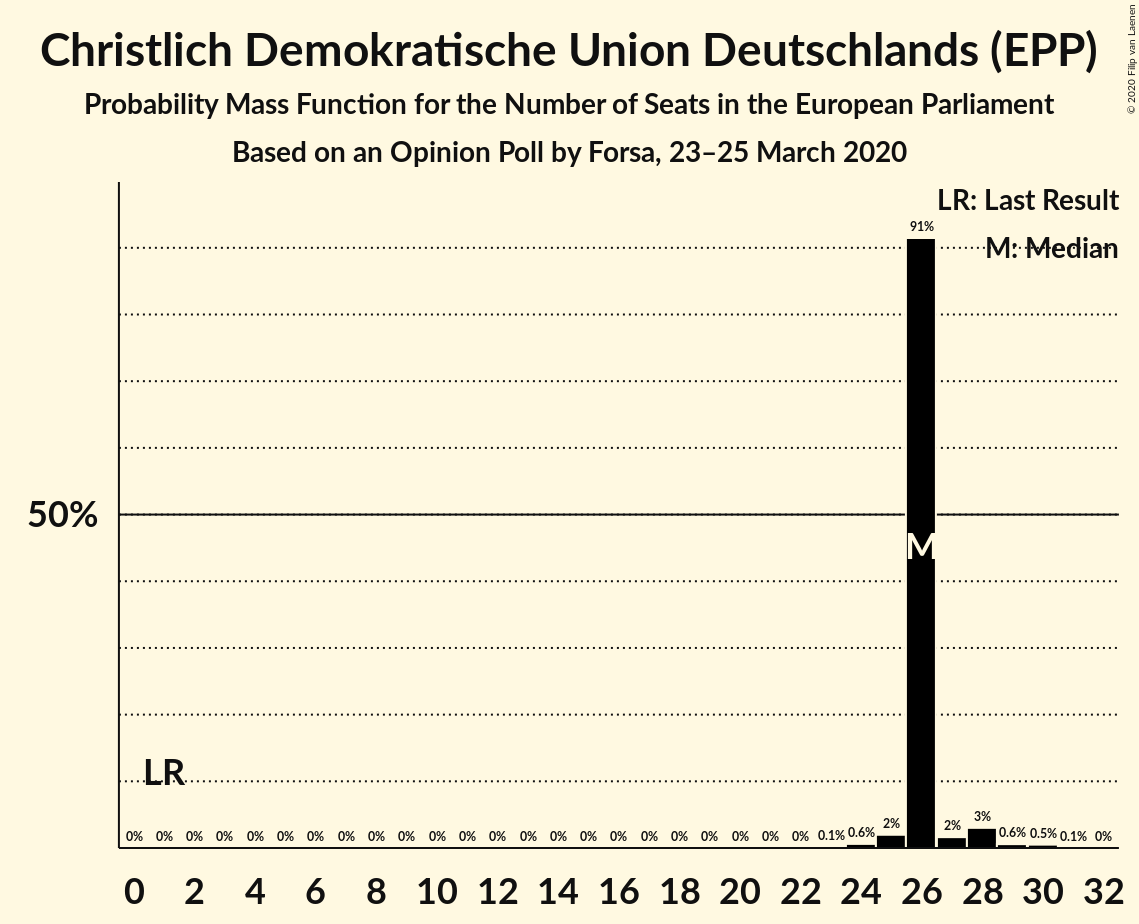 Christlich Demokratische Union Deutschlands (EPP)
Probability Mass Function for the Number of Seats in the European Parliament
Based on an Opinion Poll by Forsa, 23–25 March 2020
© 2020 Filip van Laenen
LR: Last Result
M: Median
91%
50%
M
LR
0% 0% 0% 0% 0% 0% 0% 0% 0% 0% 0% 0% 0% 0% 0% 0% 0% 0% 0% 0% 0% 0% 0% 0.1% 0.6% 2% 2% 3% 0.6% 0.5% 0.1% 0%
0 2 4 6 8 10 12 14 16 18 20 22 24 26 28 30 32